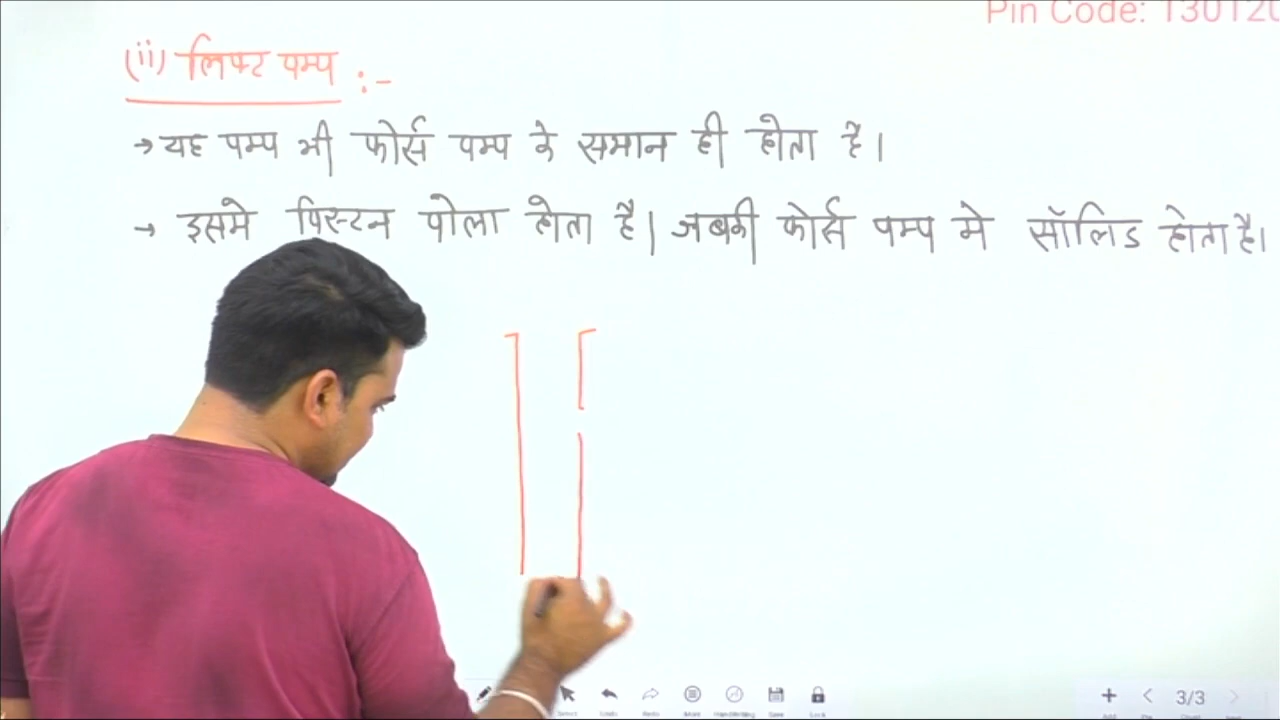 Pin Code: 13012
(ii) लिफ्ट पम्प :-
→ यह पम्प भी फोर्स पम्प के समान ही होता है।
→ इसमे पिस्टन पोला होता है। जबकी फोर्स पम्प मे सॉलिड होता है।
3/3